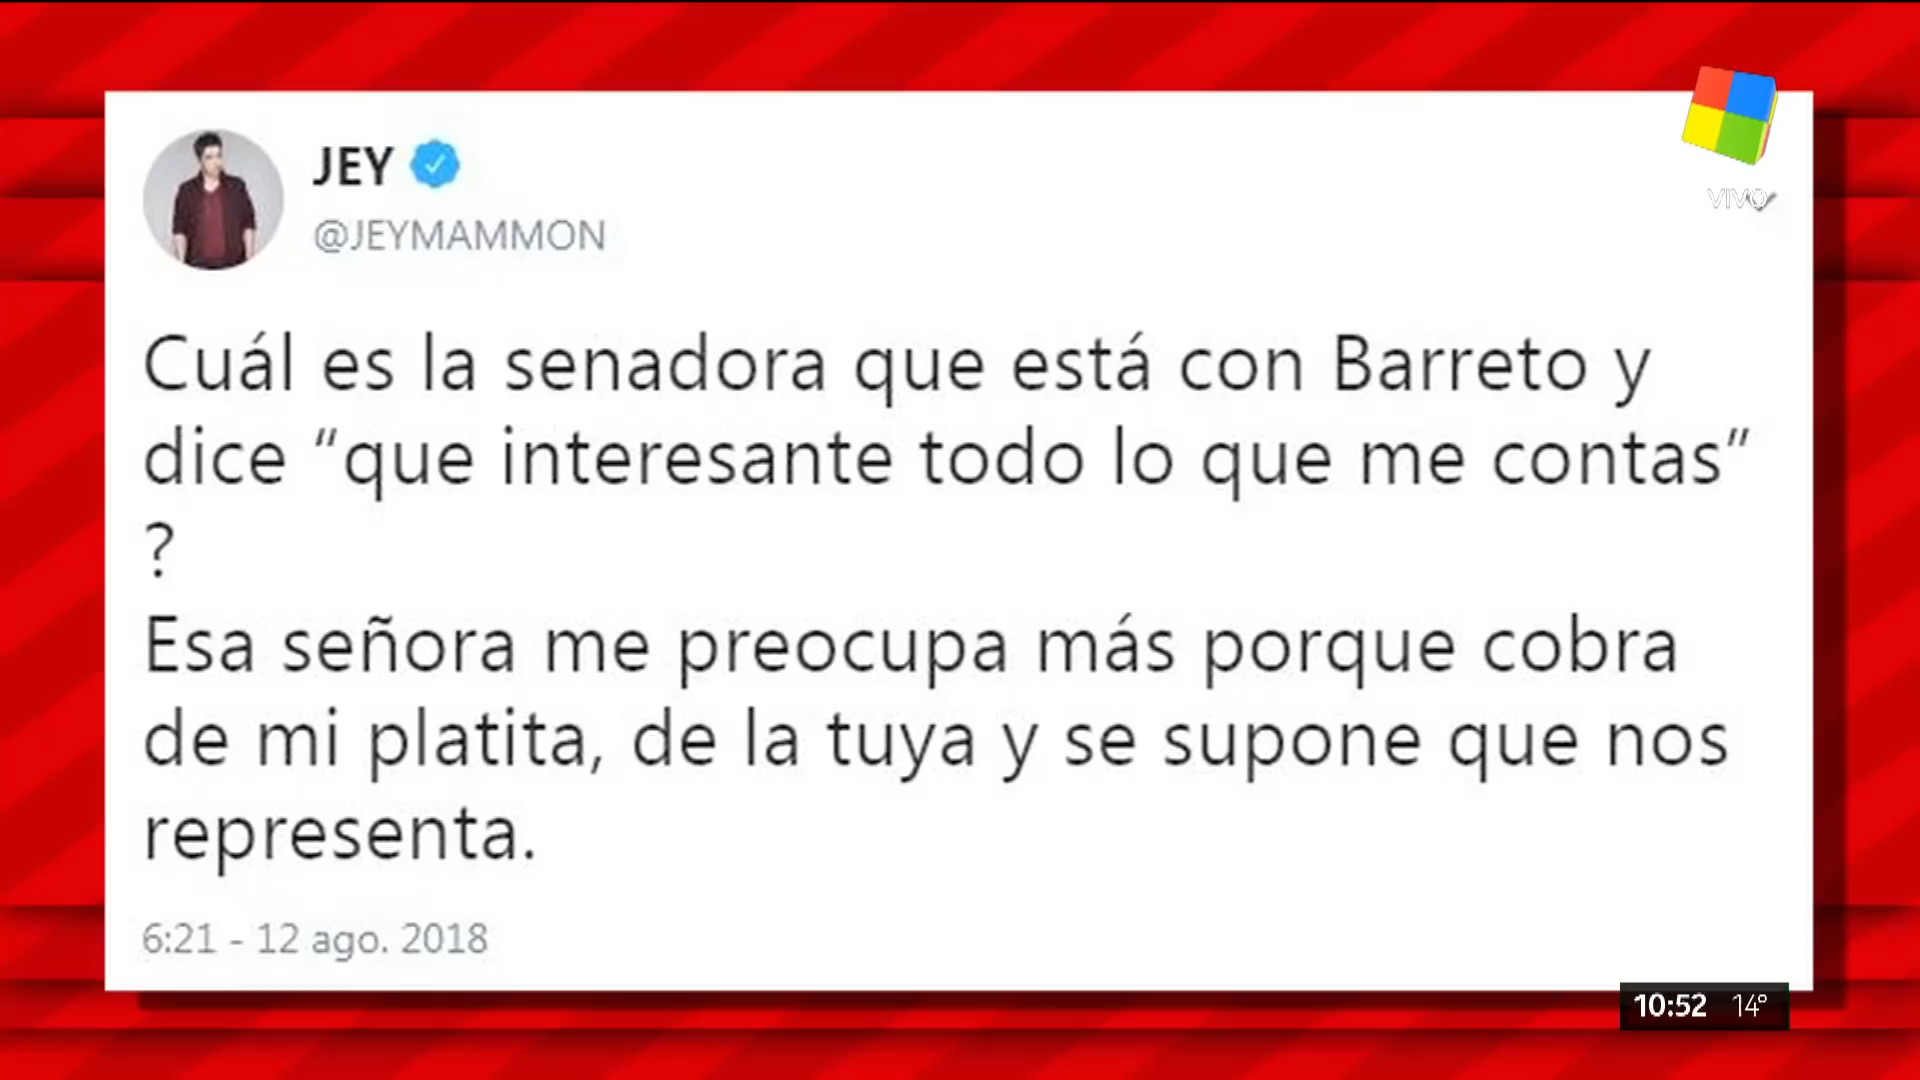 JEY
@JEYMAMMON
VIVO
Cuál es la senadora que está con Barreto y
dice “que interesante todo lo que me contas”
?
Esa señora me preocupa más porque cobra
de mi platita, de la tuya y se supone que nos
representa.
6:21 - 12 ago. 2018
10:52 14°